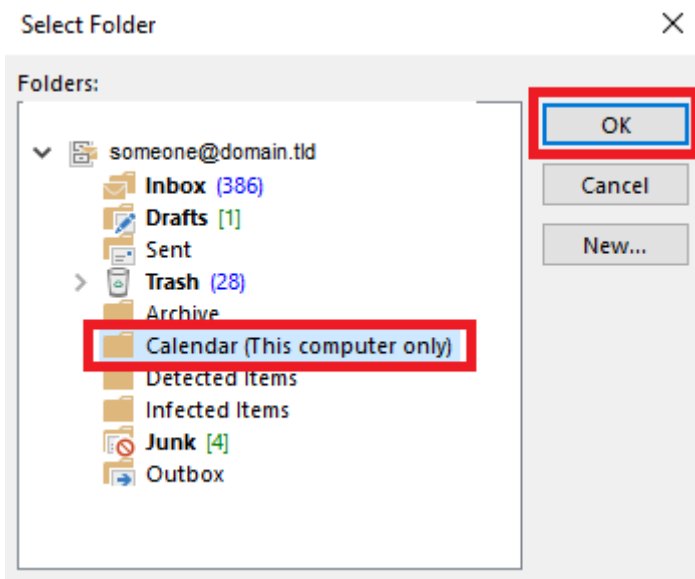 Select Folder
Folders:
someone@domain.tld
Inbox (386)
Drafts [1]
Sent
Trash (28)
Archive
Calendar (This computer only)
Detected Items
Infected Items
Junk [4]
Outbox
OK
Cancel
New...